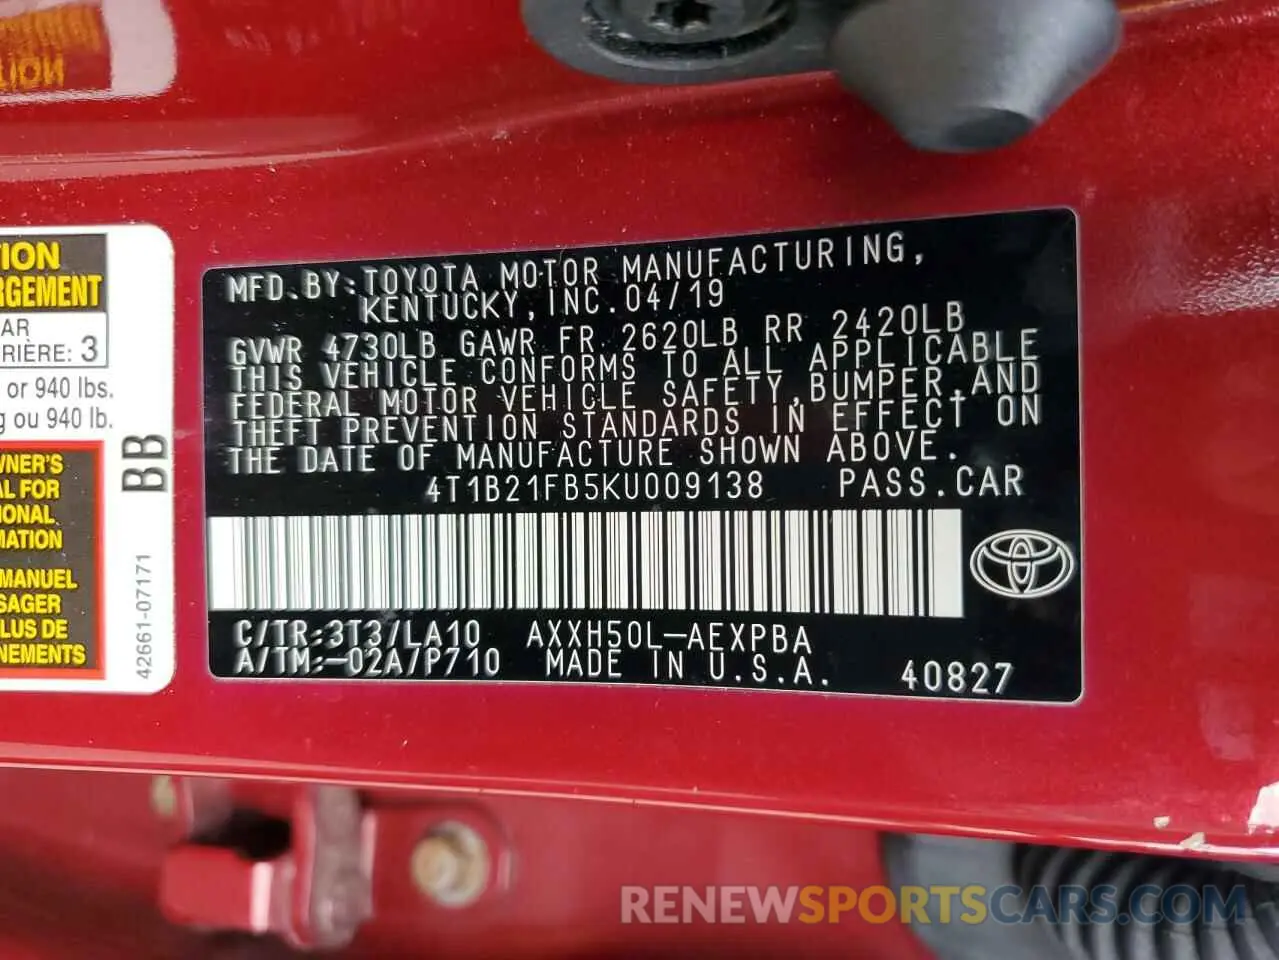 TION
TION
RGEMENT
AR
RIÈRE: 3
or 940 lbs.
g ou 940 lb.
WNER'S
AL FOR
IONAL
MATION
MANUEL
SAGER
LUS DE
NEMENTS
BB
42661-07171
MFD.BY:TOYOTA MOTOR MANUFACTURING,
KENTUCKY,INC.04/19
GVWR 4730LB GAWR FR 2620LB RR 2420LB
THIS VEHICLE CONFORMS TO ALL APPLICABLE
FEDERAL MOTOR VEHICLE SAFETY,BUMPER,AND
THEFT PREVENTION STANDARDS IN EFFECT ON
THE DATE OF MANUFACTURE SHOWN ABOVE.
4T1B21FB5KU009138 PASS.CAR
C/TR:3T3/LA10 AXXH50L-AEXPBA
A/TM:-02A/P710 MADE IN U.S.A. 40827
RENEWSPORTSCARS.COM